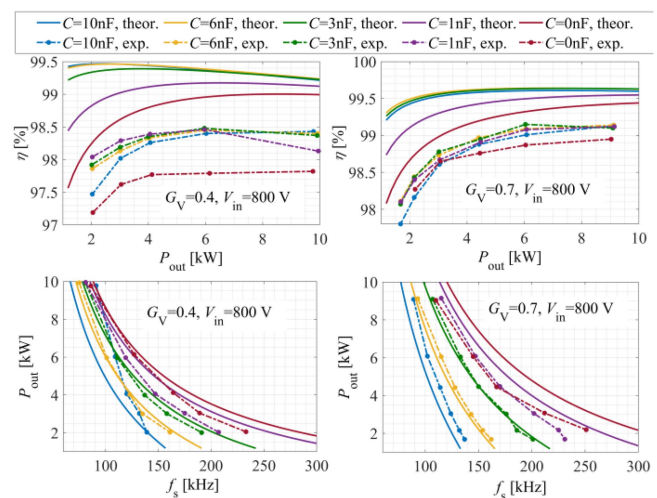 C=10nF, theor. C=6nF, theor. C=3nF, theor. C=1nF, theor. C=0nF, theor.
C=10nF, exp. C=6nF, exp. C=3nF, exp. C=1nF, exp. C=0nF, exp.
99.5
99
98.5
98
97.5
97
η [%]
G_V=0.4, V_in=800 V
2 4 6 8 10
P_out [kW]
100
99.5
99
98.5
98
η [%]
G_V=0.7, V_in=800 V
2 4 6 8 10
P_out [kW]
10
8
6
4
2
P_out [kW]
G_V=0.4, V_in=800 V
100 150 200 250 300
f_s [kHz]
10
8
6
4
2
P_out [kW]
G_V=0.7, V_in=800 V
100 150 200 250 300
f_s [kHz]